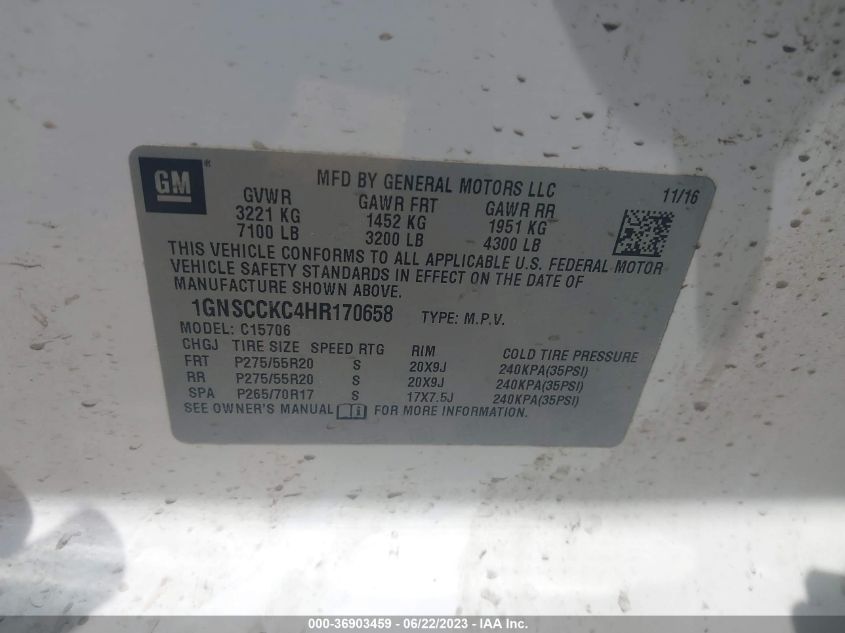 GM®
MFD BY GENERAL MOTORS LLC
11/16
GVWR GAWR FRT GAWR RR
3221 KG 1452 KG 1951 KG
7100 LB 3200 LB 4300 LB
THIS VEHICLE CONFORMS TO ALL APPLICABLE U.S. FEDERAL MOTOR
VEHICLE SAFETY STANDARDS IN EFFECT ON THE DATE OF
MANUFACTURE SHOWN ABOVE.
1GNSCCKC4HR170658 TYPE: M.P.V.
MODEL: C15706
CHGJ TIRE SIZE SPEED RTG RIM COLD TIRE PRESSURE
FRT P275/55R20 S 20X9J 240KPA(35PSI)
RR P275/55R20 S 20X9J 240KPA(35PSI)
SPA P265/70R17 S 17X7.5J 240KPA(35PSI)
SEE OWNER'S MANUAL i FOR MORE INFORMATION.
000-36903459 - 06/22/2023 - IAA Inc.